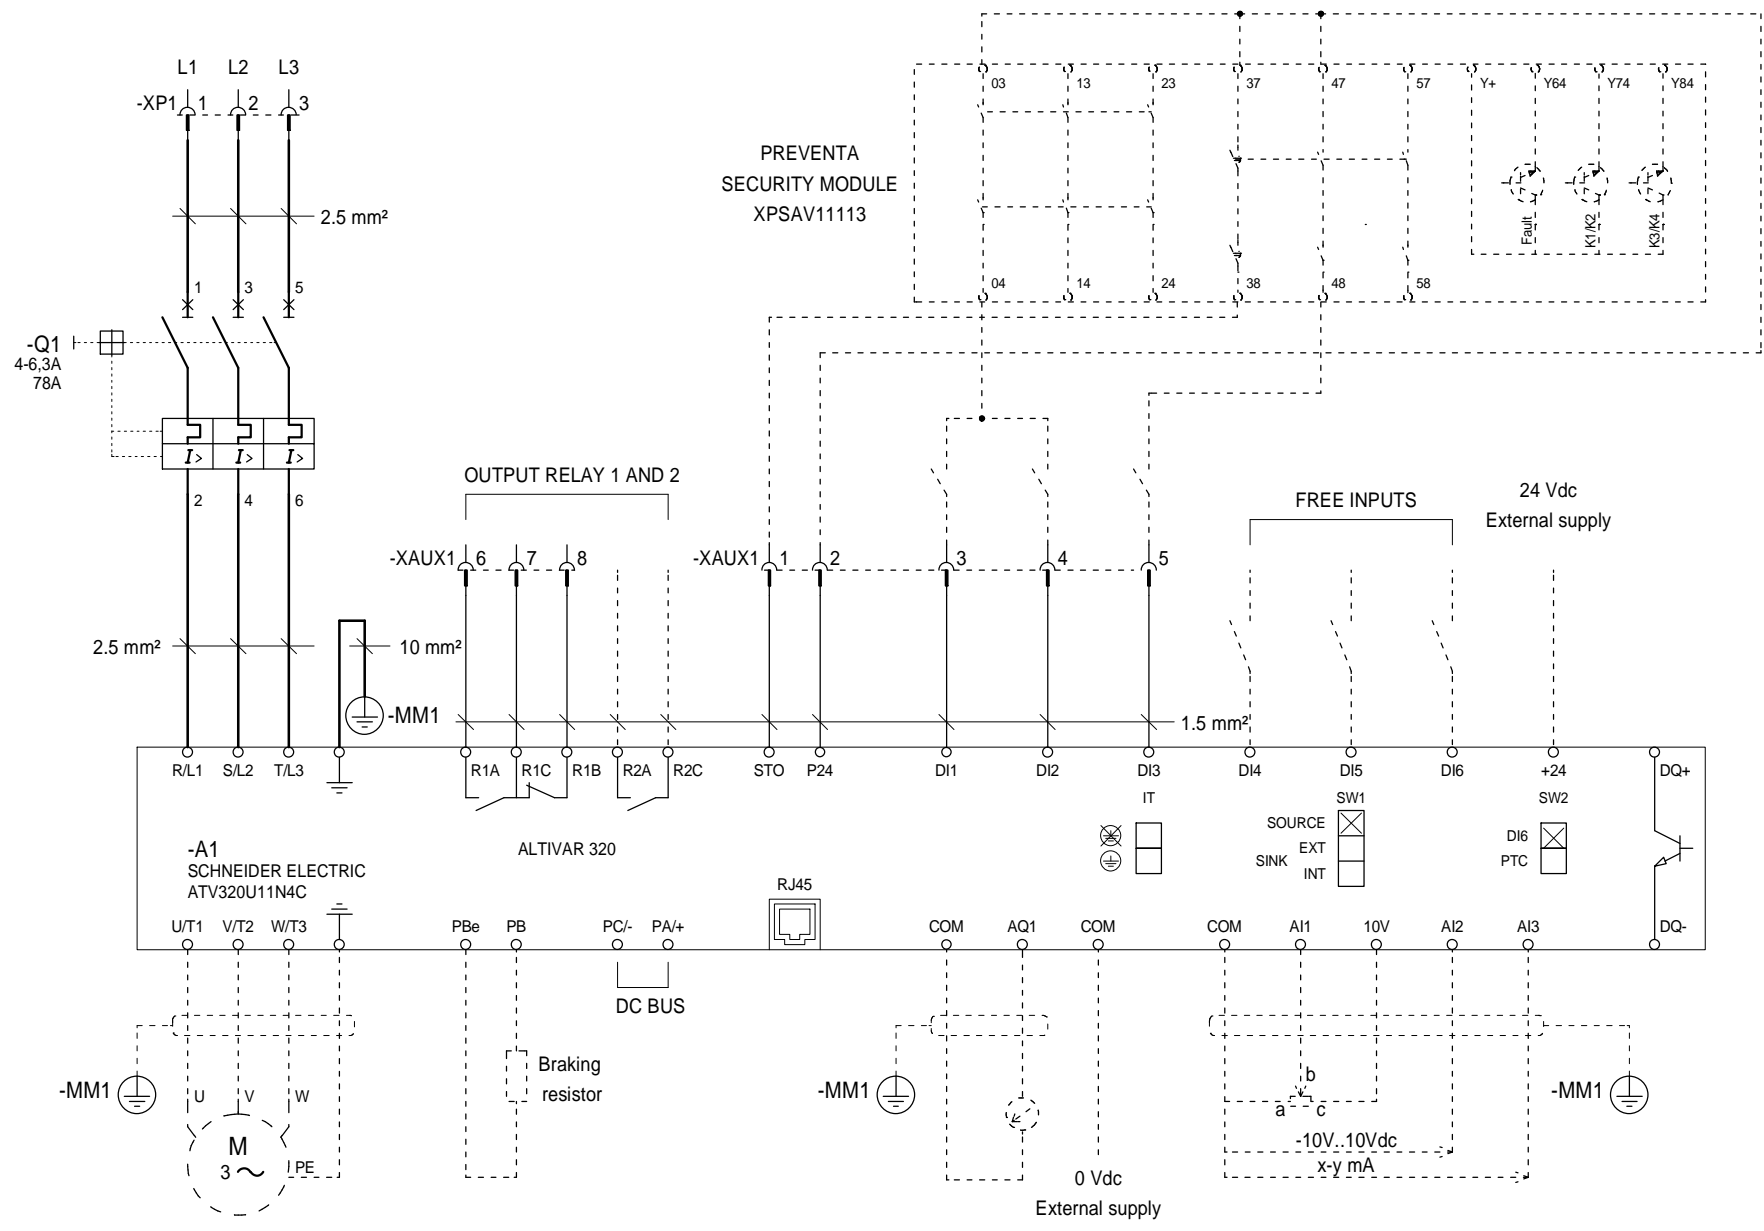 L1 L2 L3
-XP1 1 2 3
03 13 23 37 47 57 Y+ Y64 Y74 Y84
PREVENTA
SECURITY MODULE
XPSAV11113
Fault K1/K2 K3/K4
2.5 mm²
04 14 24 38 48 58
1 3 5
-Q1
4-6,3A
78A
I> I> I>
2 4 6
OUTPUT RELAY 1 AND 2
FREE INPUTS
24 Vdc
External supply
-XAUX1 6 7 8
-XAUX1 1 2 3 4 5
2.5 mm²
10 mm²
-MM1
1.5 mm²
R/L1 S/L2 T/L3 R1A R1C R1B R2A R2C STO P24 DI1 DI2 DI3 DI4 DI5 DI6 +24 DQ+
IT SW1 SW2
SOURCE
EXT
SINK
INT
DI6
PTC
-A1
SCHNEIDER ELECTRIC
ATV320U11N4C
ALTIVAR 320
RJ45
U/T1 V/T2 W/T3 PBe PB PC/- PA/+ COM AQ1 COM COM AI1 10V AI2 AI3 DQ-
DC BUS
Braking
resistor
-MM1
U V W
-MM1
-MM1
b
a c
M
3
PE
-10V..10Vdc
x-y mA
0 Vdc
External supply